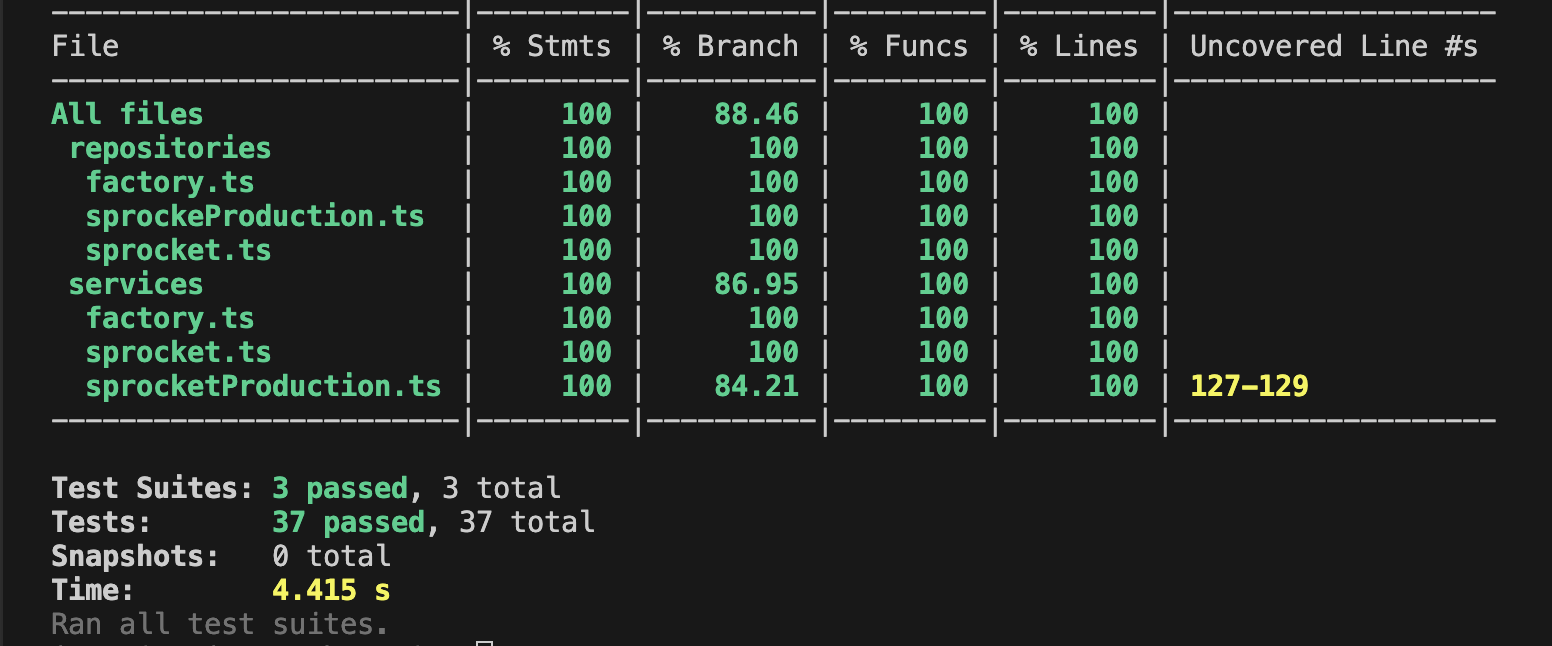 ---------------------------|---------|----------|---------|---------|-------------------
File                       | % Stmts | % Branch | % Funcs | % Lines | Uncovered Line #s
---------------------------|---------|----------|---------|---------|-------------------
All files                  |     100 |    88.46 |     100 |     100 |
 repositories              |     100 |      100 |     100 |     100 |
  factory.ts               |     100 |      100 |     100 |     100 |
  sprockeProduction.ts     |     100 |      100 |     100 |     100 |
  sprocket.ts              |     100 |      100 |     100 |     100 |
 services                  |     100 |    86.95 |     100 |     100 |
  factory.ts               |     100 |      100 |     100 |     100 |
  sprocket.ts              |     100 |      100 |     100 |     100 |
  sprocketProduction.ts    |     100 |    84.21 |     100 |     100 | 127-129
---------------------------|---------|----------|---------|---------|-------------------
Test Suites: 3 passed, 3 total
Tests:       37 passed, 37 total
Snapshots:   0 total
Time:        4.415 s
Ran all test suites.